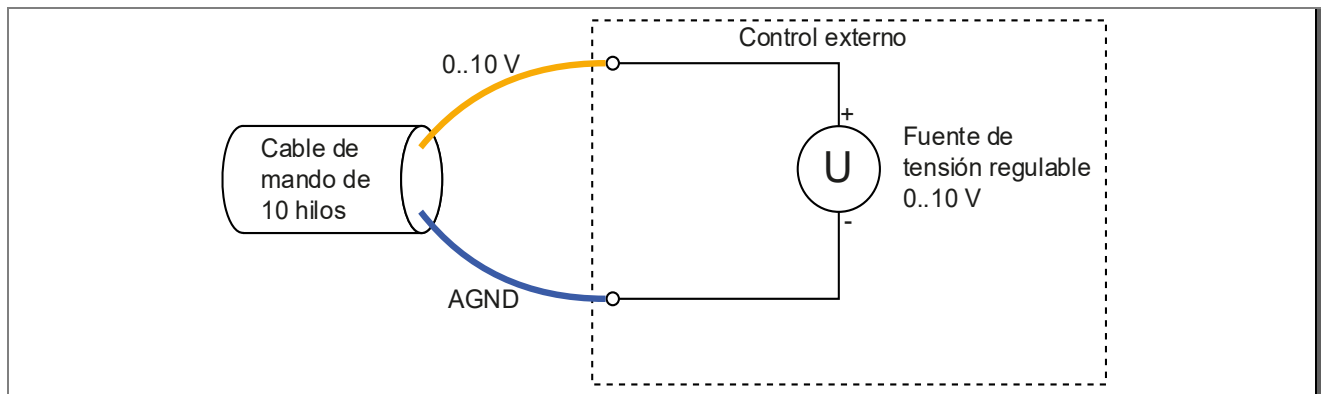 Control externo
0..10 V
Cable de
mando de
10 hilos
+
U
-
Fuente de
tensión regulable
0..10 V
AGND